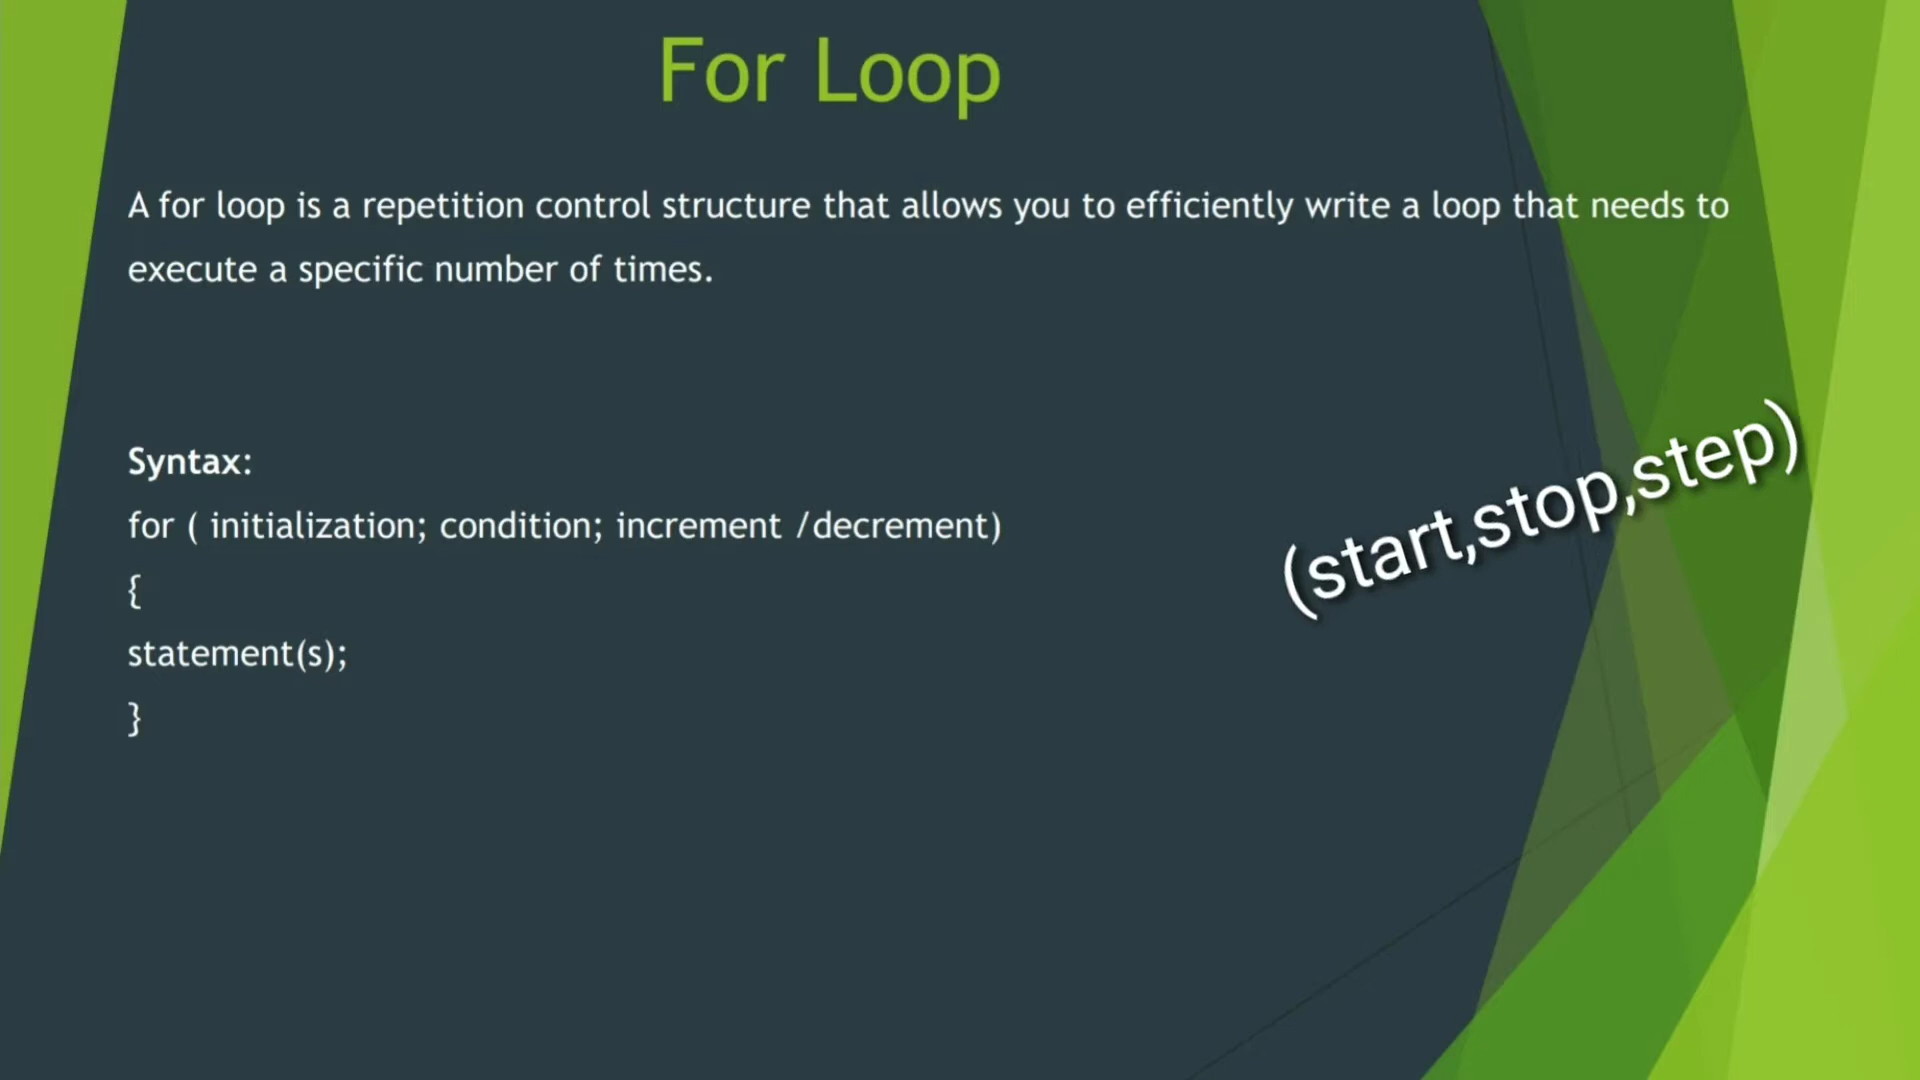 For Loop
A for loop is a repetition control structure that allows you to efficiently write a loop that needs to
execute a specific number of times.
Syntax:
for ( initialization; condition; increment /decrement)
(start,stop,step)
{
statement(s);
}